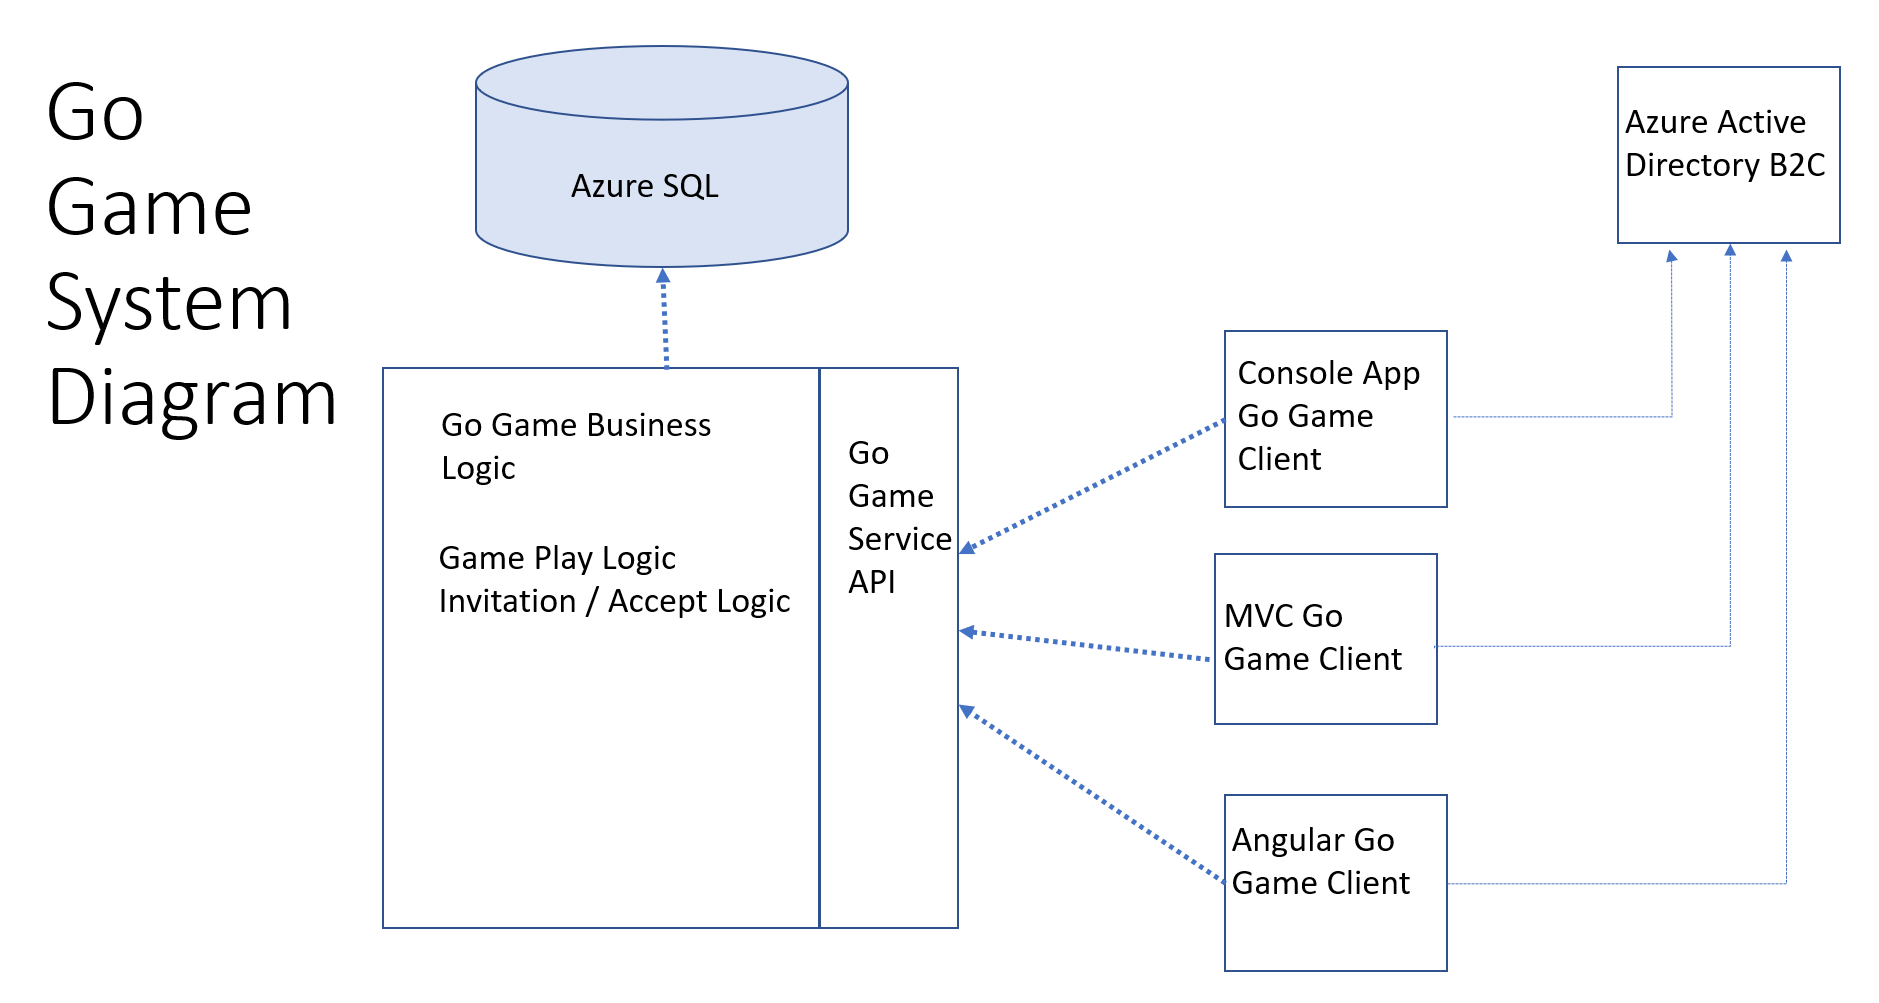 Go
Game
System
Diagram
Azure SQL
Go Game Business
Logic
Game Play Logic
Invitation / Accept Logic
Go
Game
Service
API
Console App
Go Game
Client
MVC Go
Game Client
Angular Go
Game Client
Azure Active
Directory B2C